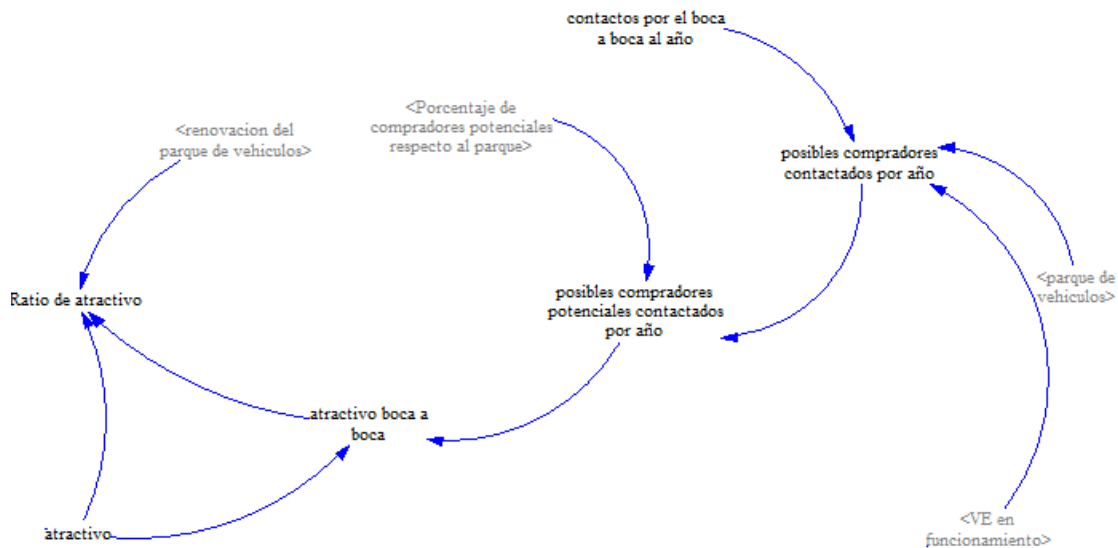 contactos por el boca
a boca al año
<Porcentaje de
compradores potenciales
respecto al parque>
<renovacion del
parque de vehiculos>
posibles compradores
contactados por año
<parque de
vehiculos>
Ratio de atractivo
posibles compradores
potenciales contactados
por año
atractivo boca a
boca
<VE en
funcionamiento>
atractivo